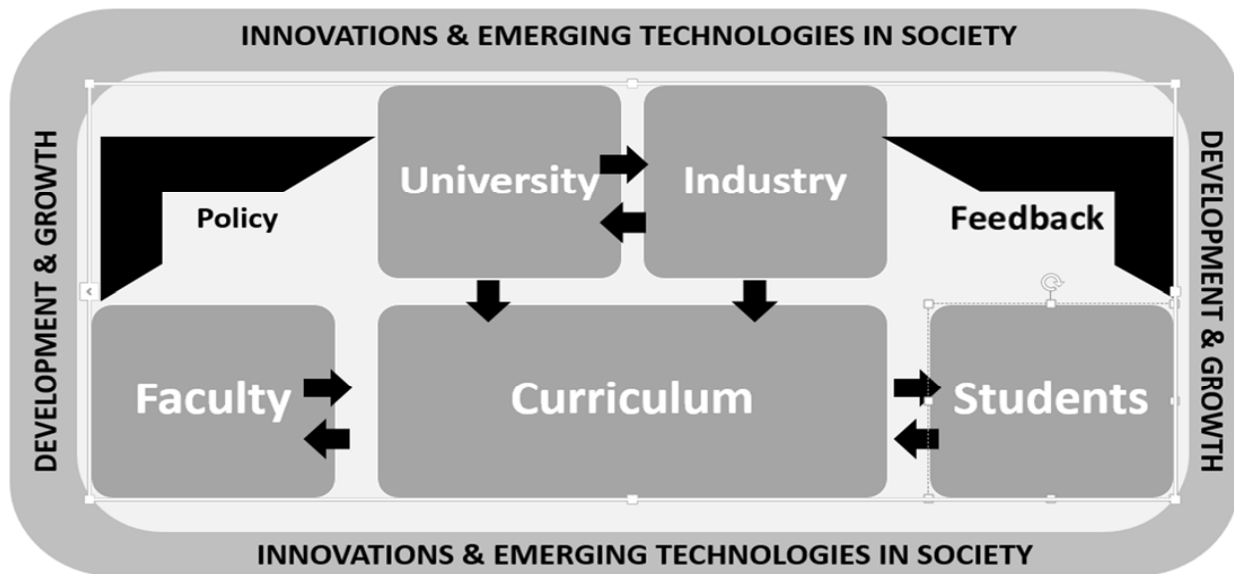 INNOVATIONS & EMERGING TECHNOLOGIES IN SOCIETY
DEVELOPMENT & GROWTH
University
Industry
Policy
Feedback
DEVELOPMENT & GROWTH
Faculty
Curriculum
Students
INNOVATIONS & EMERGING TECHNOLOGIES IN SOCIETY